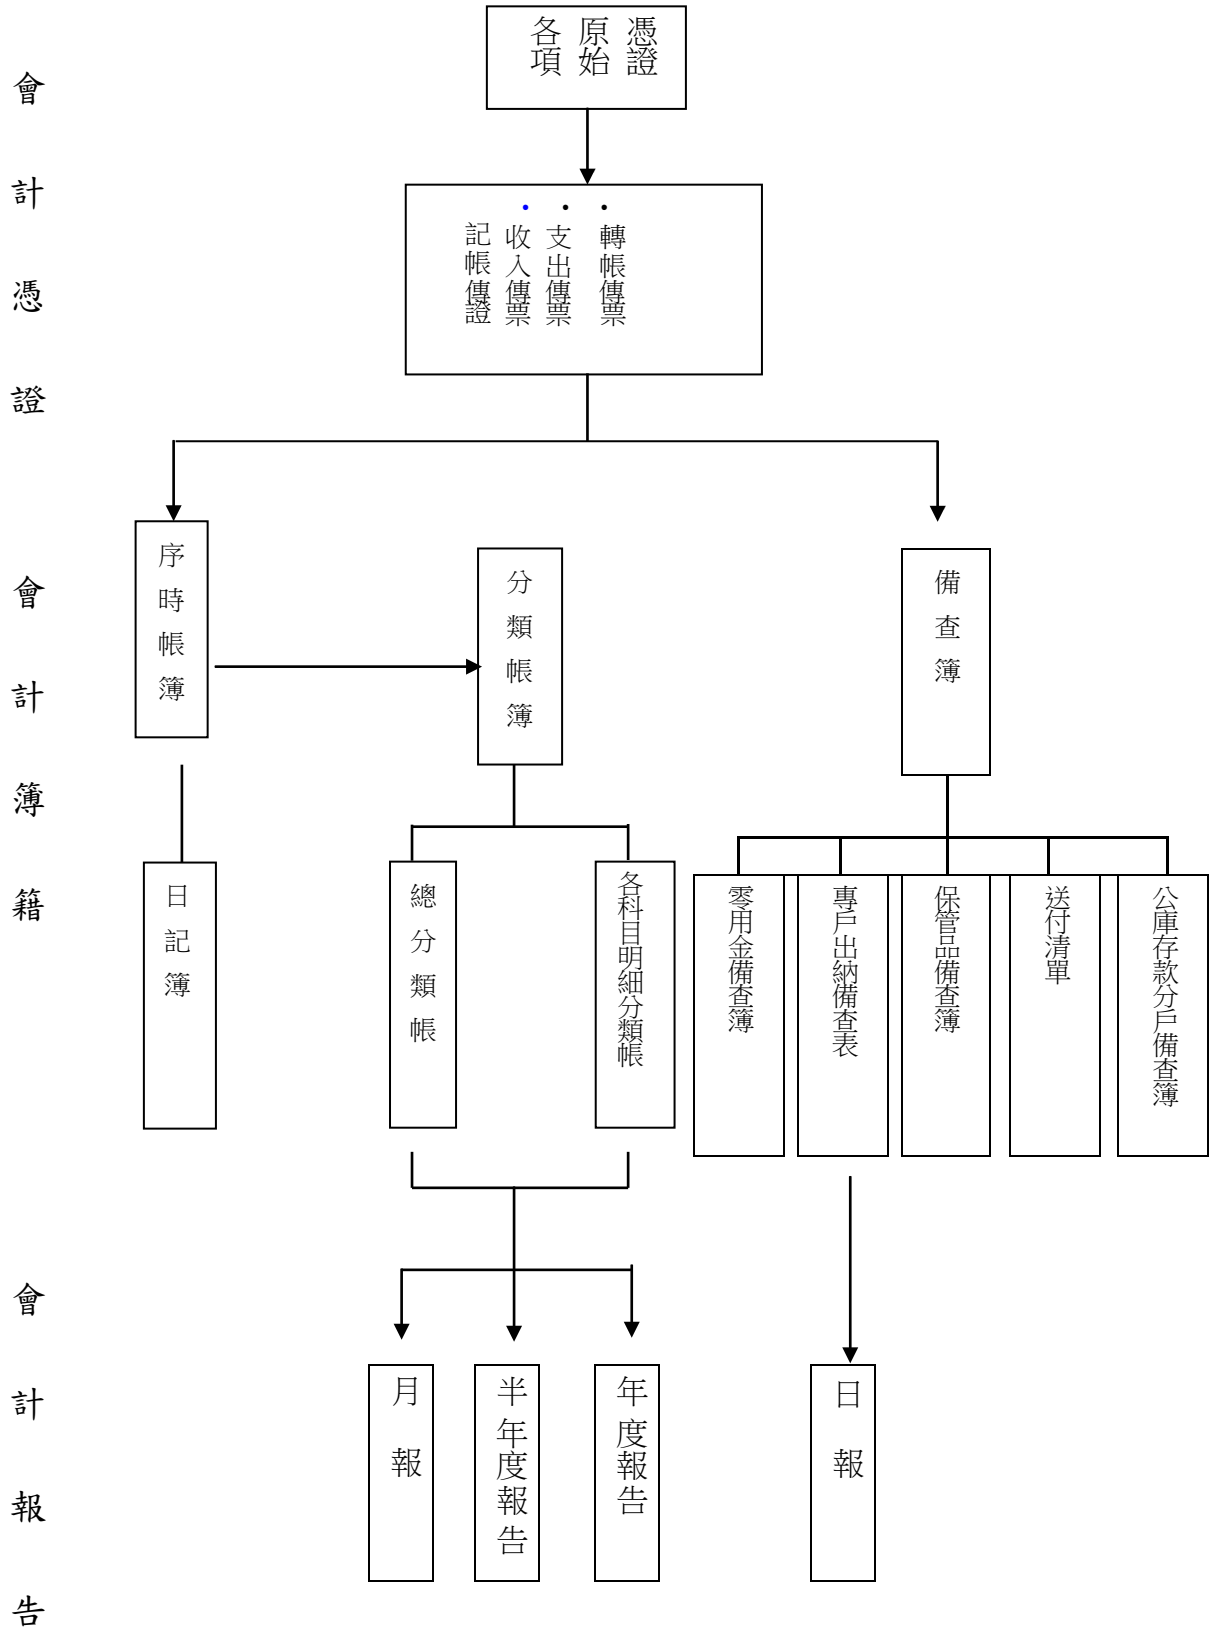 各項
原始
憑證
會計憑證
記帳傳證
・收入傳票
・支出傳票
・轉帳傳票
會計簿籍
序時帳簿
分類帳簿
備查簿
日記簿
總分類帳
各科目明細分類帳
零用金備查簿
專戶出納備查表
保管品備查簿
送付清單
公庫存款分戶備查簿
會計報告
月報
半年度報告
年度報告
日報